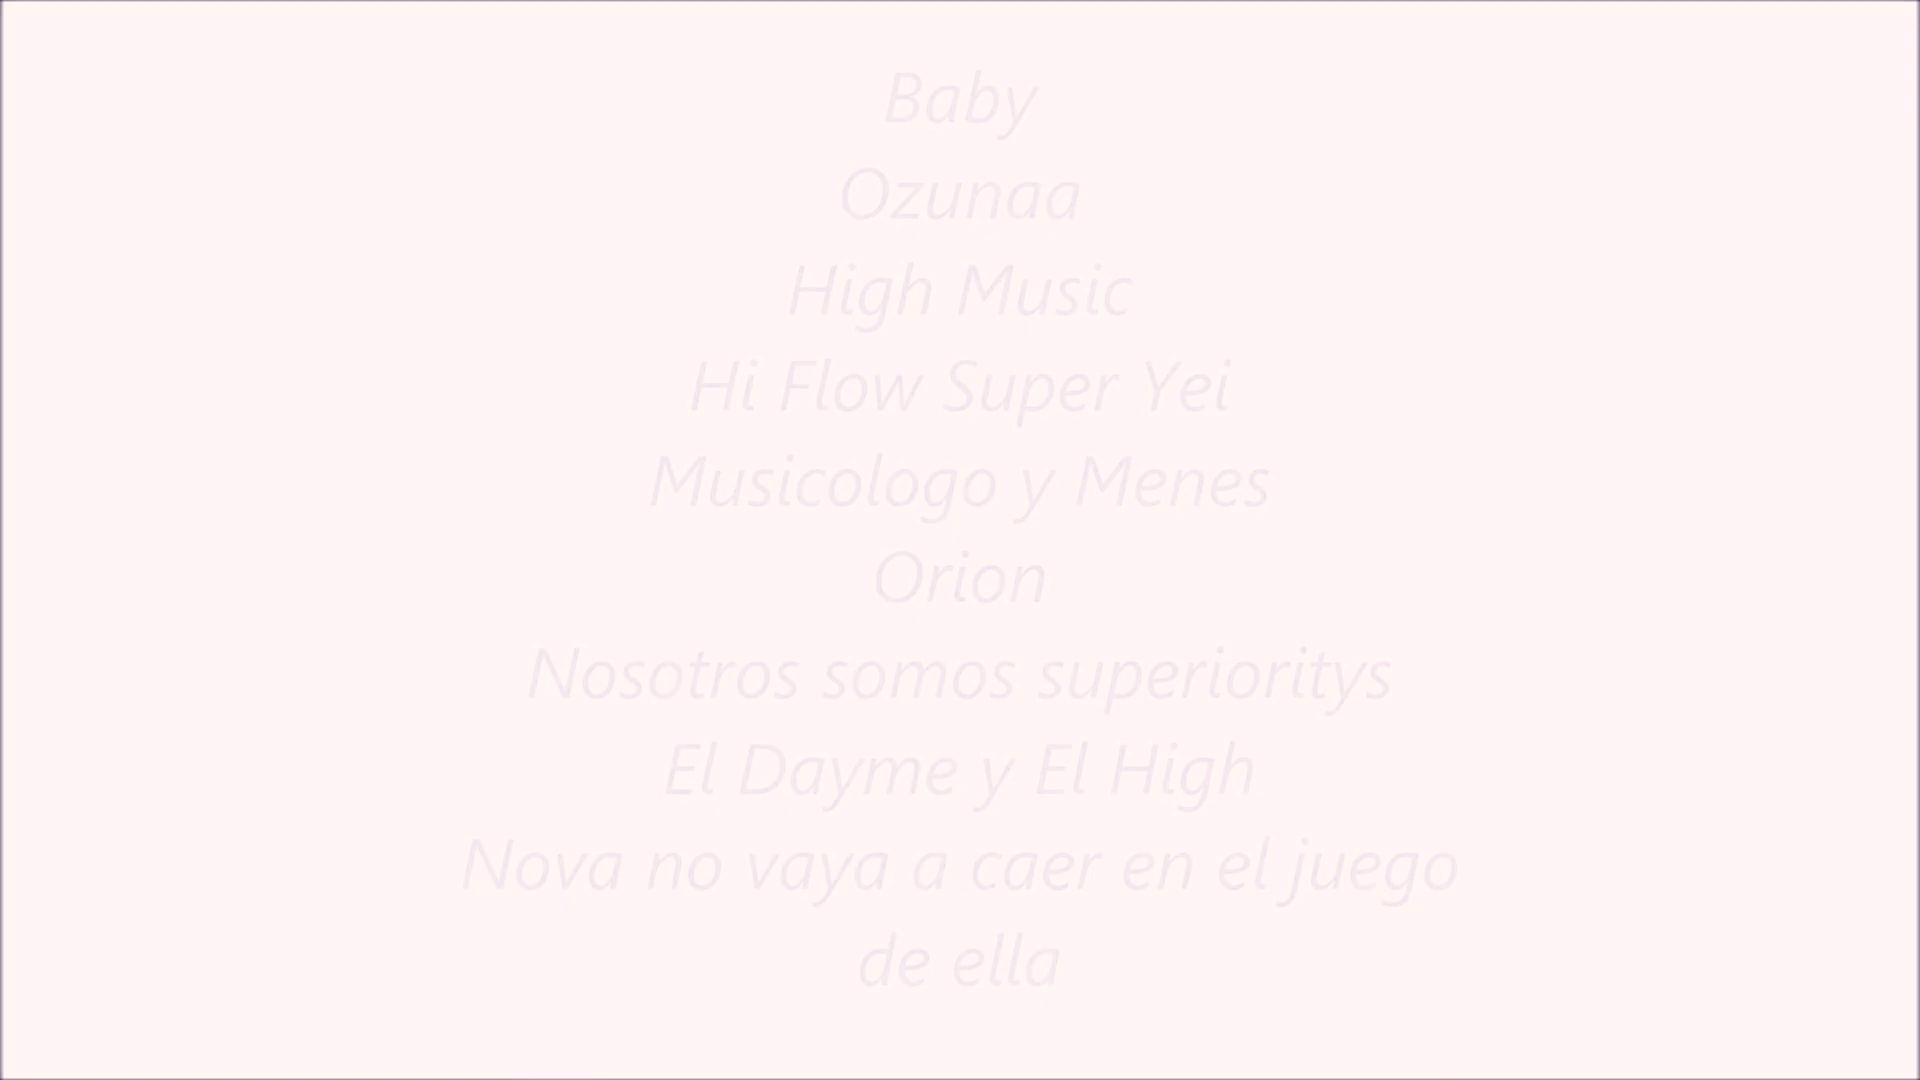 Baby
Ozunaa
High Music
Hi Flow Super Yei
Musicologo y Menes
Orion
Nosotros somos superioritys
El Dayme y El High
Nova no vaya a caer en el juego
de ella